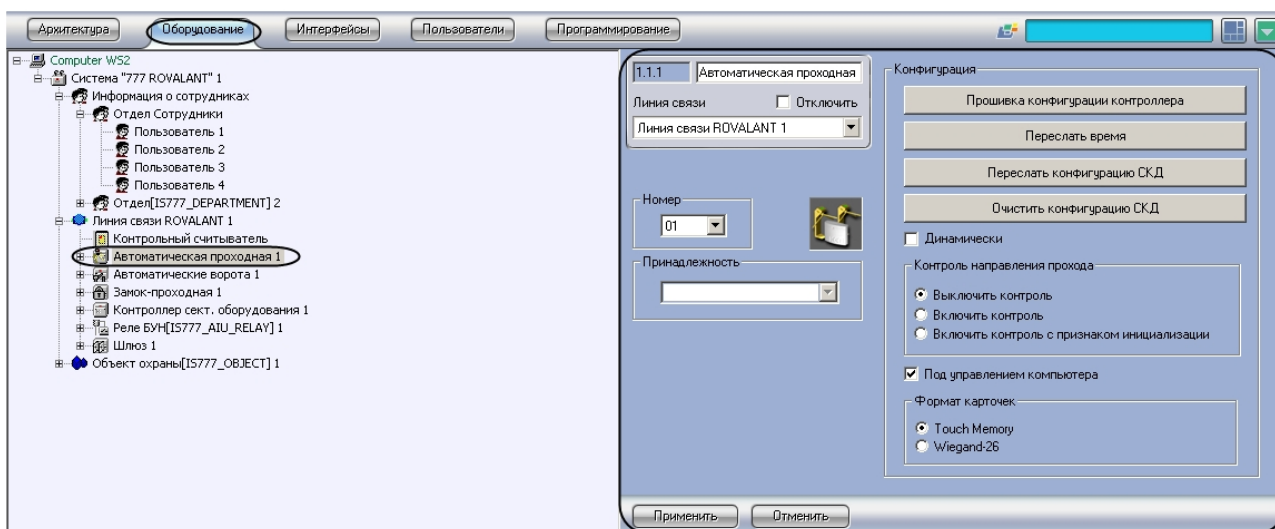 Архитектура Оборудование Интерфейсы Пользователи Программирование
Computer WS2
Система "777 ROVALANT" 1
Информация о сотрудниках
Отдел Сотрудники
Пользователь 1
Пользователь 2
Пользователь 3
Пользователь 4
Отдел[IS777_DEPARTMENT] 2
Линия связи ROVALANT 1
Контрольный считыватель
Автоматическая проходная 1
Автоматические ворота 1
Замок-проходная 1
Контроллер сект. оборудования 1
Реле БУН[IS777_AIU_RELAY] 1
Шлюз 1
Объект охраны[IS777_OBJECT] 1
1.1.1 Автоматическая проходная
Линия связи Отключить
Линия связи ROVALANT 1
Номер
01
Принадлежность
Конфигурация
Прошивка конфигурации контроллера
Переслать время
Переслать конфигурацию СКД
Очистить конфигурацию СКД
Динамически
Контроль направления прохода
Выключить контроль
Включить контроль
Включить контроль с признаком инициализации
Под управлением компьютера
Формат карточек
Touch Memory
Wiegand-26
Применить Отменить